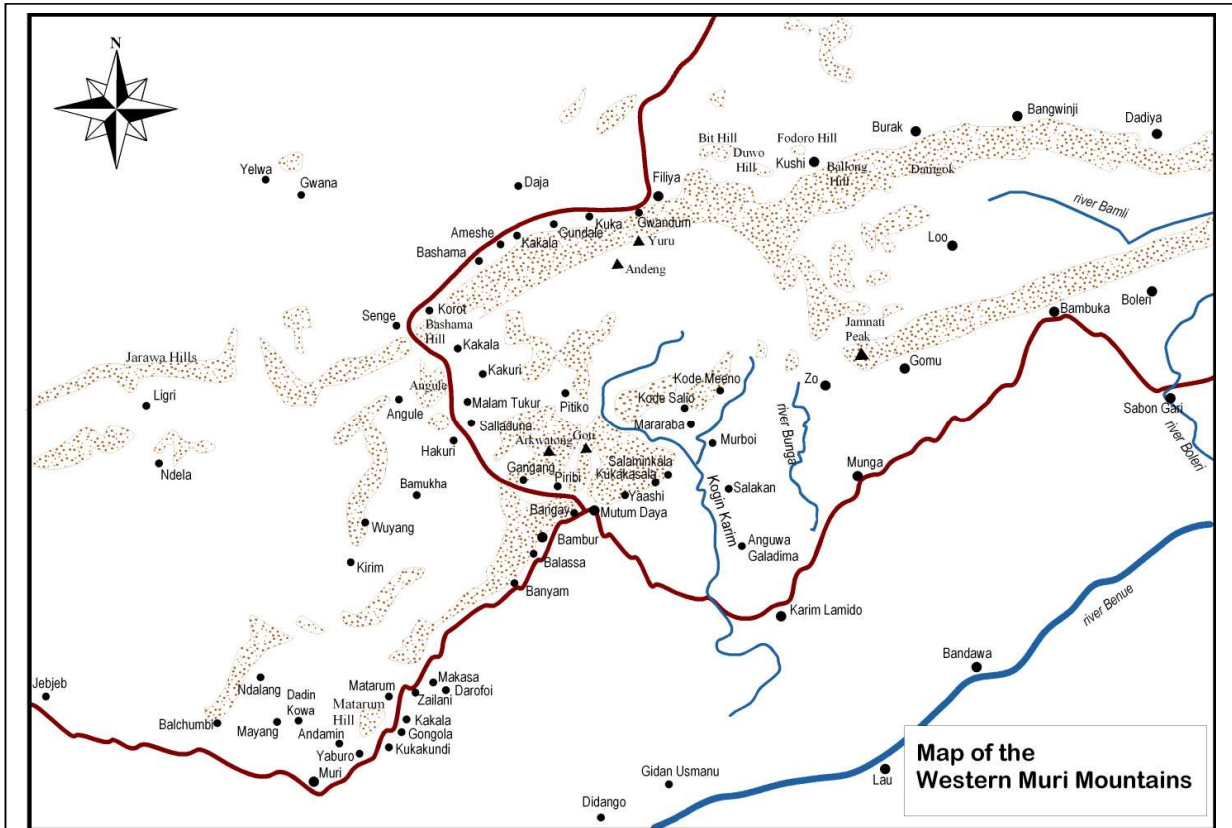 N
Bangwinji
Dadiya
Burak
Bit Hill
Fodoro Hill
Duwo
Hill
Kushi
Ballong
Hill
Daŋgok
Yelwa
Gwana
Daja
Filiya
river Bamli
Ameshe
Kakala
Gundale
Kuka
Gwandum
Yuru
Loo
Bashama
Andeng
Boleri
Korot
Bambuka
Senge
Bashama
Hill
Kakala
Jamnati
Peak
Jarawa Hills
Kakuri
Gomu
Zo
Kode Meeno
Angule
Ligri
Angule
Malam Tukur
Pitiko
Kode Salio
Sabon Gari
Salladuna
Mararaba
river Bunga
river Boleri
Hakuri
Arkwatong
Gott
Murboi
Ndela
Gangang
Salaminkala
Kukakasala
Munga
Bamukha
Piribi
Yaashi
Salakan
Kogin Karim
Bangay
Mutum Daya
Wuyang
Bambur
Anguwa
Galadima
Balassa
Kirim
Banyam
Karim Lamido
river Benue
Bandawa
Jebjeb
Ndalang
Matarum
Makasa
Darofoi
Zailani
Dadin
Kowa
Matarum
Hill
Balchumbi
Mayang
Andamin
Kakala
Gongola
Yaburo
Kukakundi
Muri
Gidan Usmanu
Lau
Didango
Map of the
Western Muri Mountains